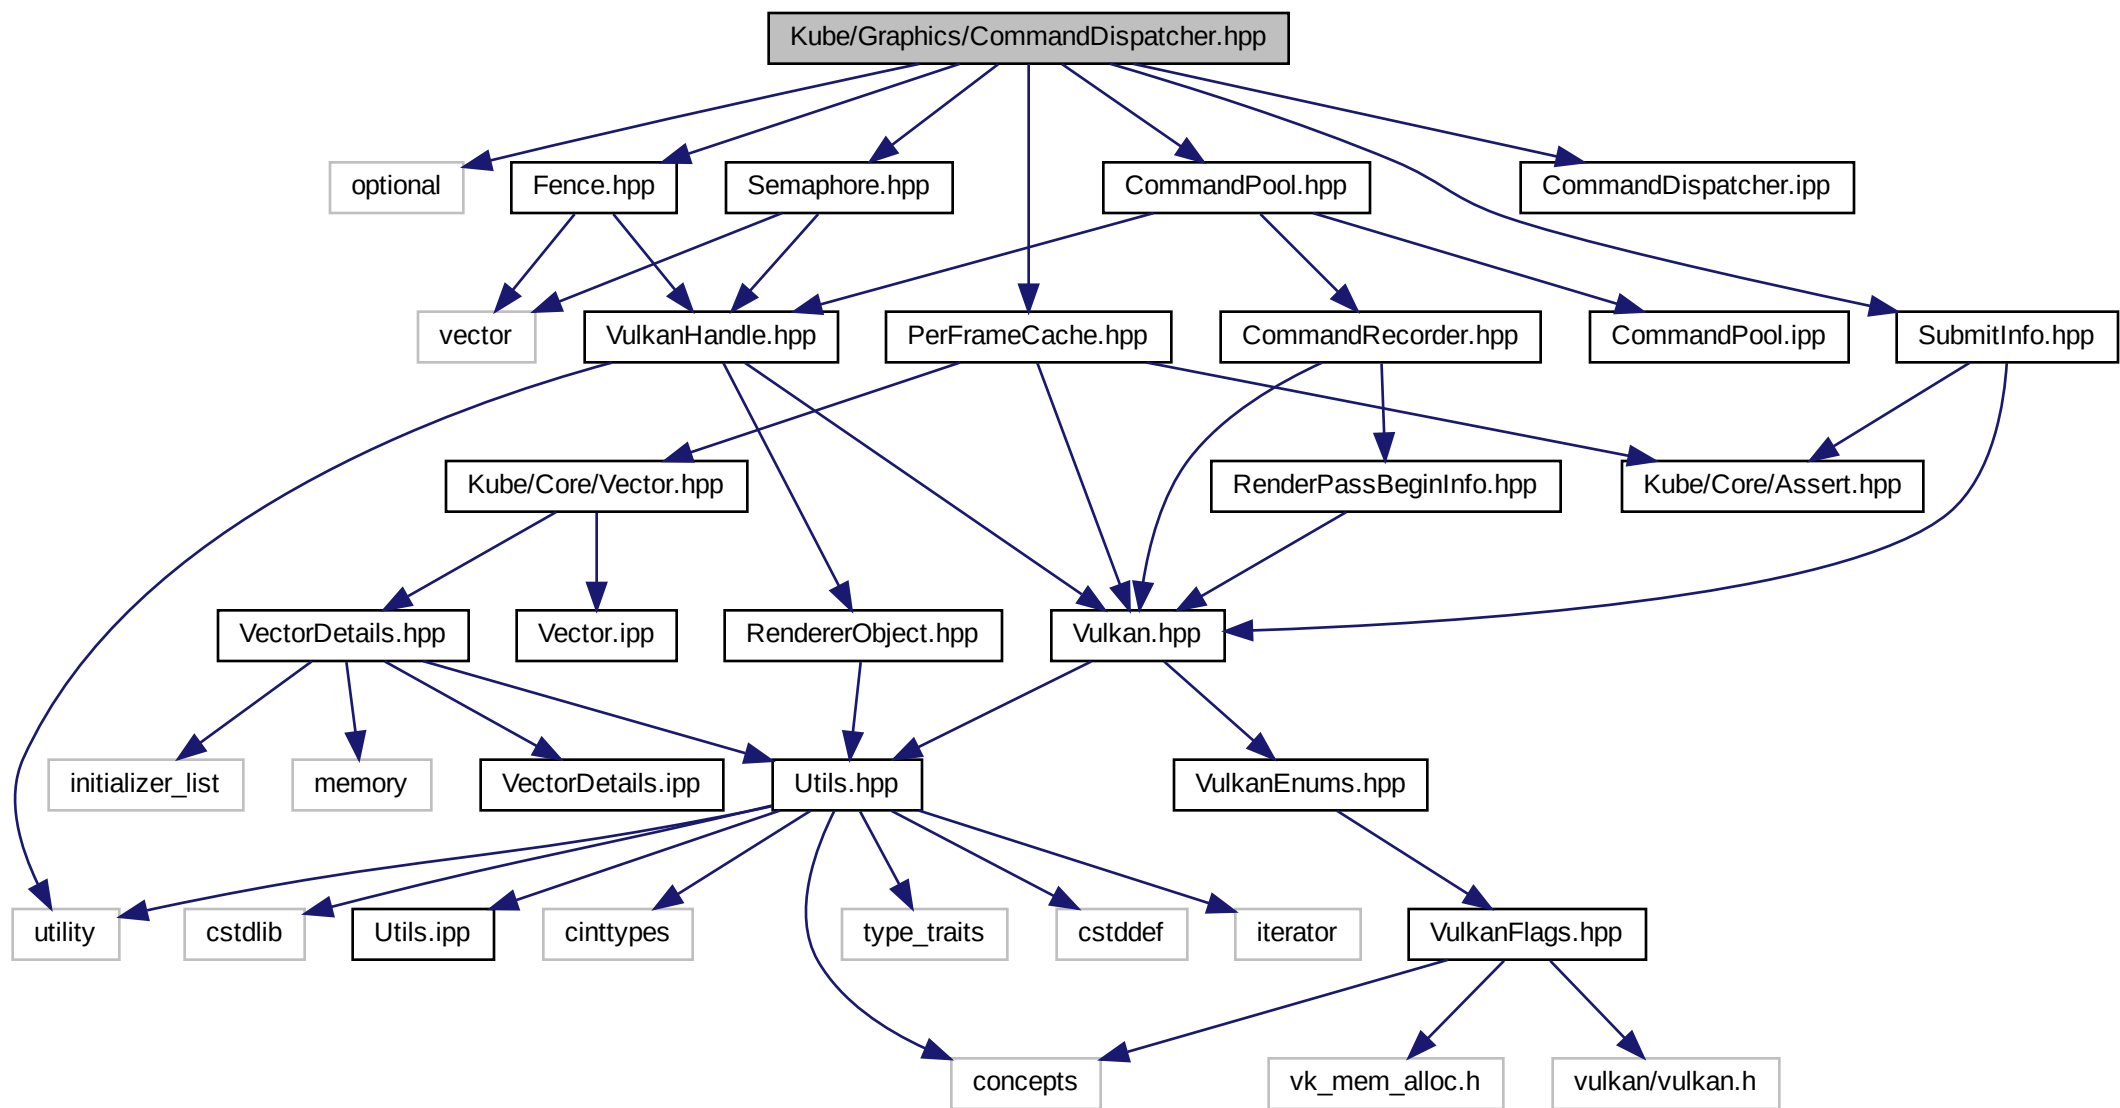 Kube/Graphics/CommandDispatcher.hpp
optional
Fence.hpp
Semaphore.hpp
CommandPool.hpp
CommandDispatcher.ipp
vector
VulkanHandle.hpp
PerFrameCache.hpp
CommandRecorder.hpp
CommandPool.ipp
SubmitInfo.hpp
Kube/Core/Vector.hpp
RenderPassBeginInfo.hpp
Kube/Core/Assert.hpp
VectorDetails.hpp
Vector.ipp
RendererObject.hpp
Vulkan.hpp
initializer_list
memory
VectorDetails.ipp
Utils.hpp
VulkanEnums.hpp
utility
cstdlib
Utils.ipp
cinttypes
type_traits
cstddef
iterator
VulkanFlags.hpp
concepts
vk_mem_alloc.h
vulkan/vulkan.h